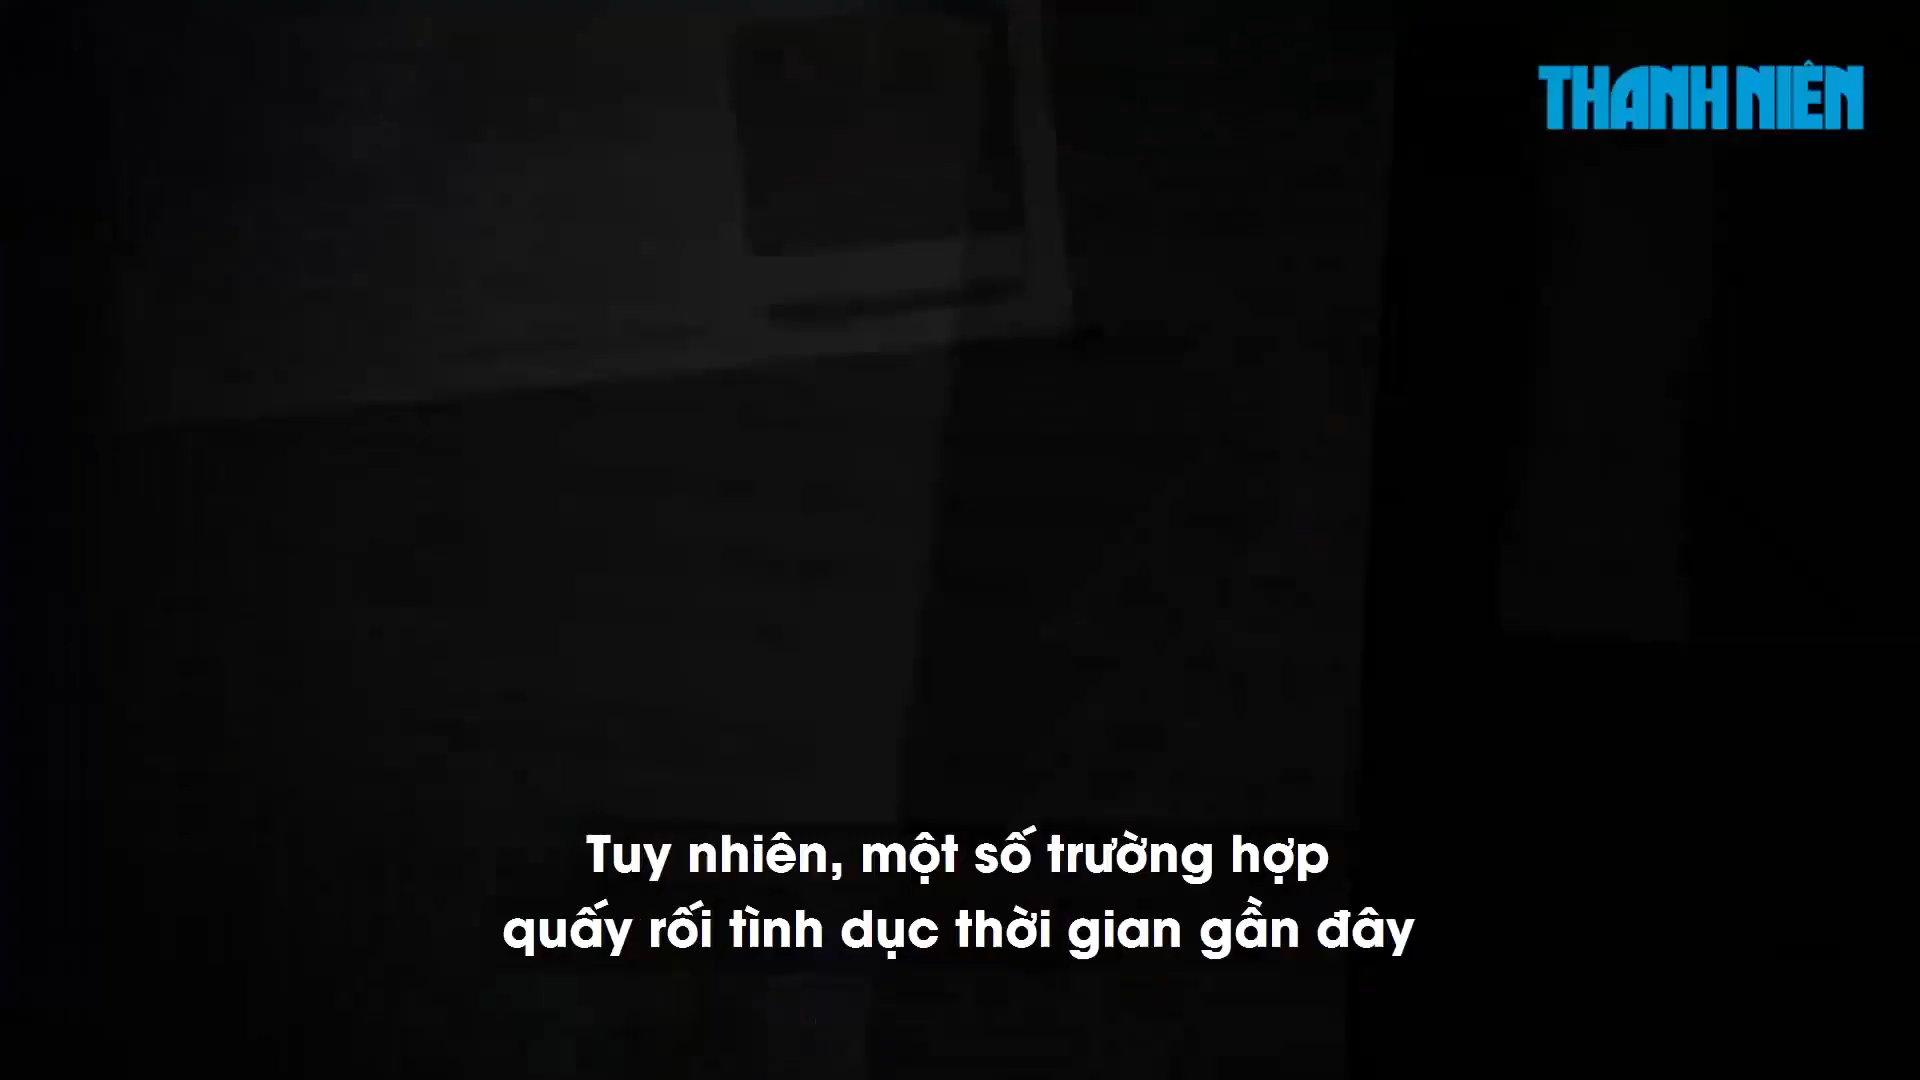 THANH NIÊN
Tuy nhiên, một số trường hợp
quấy rối tình dục thời gian gần đây